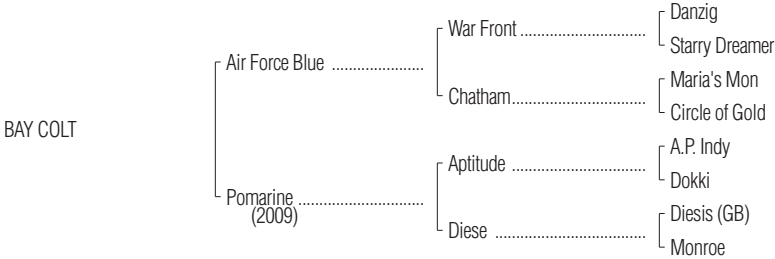 Danzig
War Front
Starry Dreamer
Air Force Blue
Maria's Mon
Chatham
Circle of Gold
BAY COLT
A.P. Indy
Aptitude
Dokki
Pomarine
(2009)
Diesis (GB)
Diese
Monroe